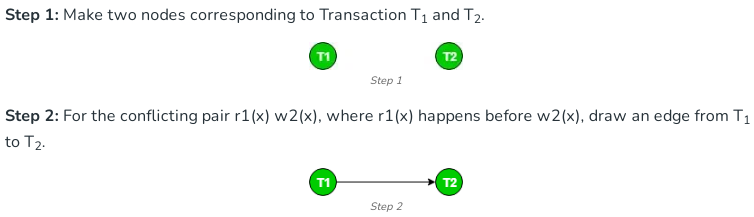 Step 1: Make two nodes corresponding to Transaction T1 and T2.
T1 T2
Step 1
Step 2: For the conflicting pair r1(x) w2(x), where r1(x) happens before w2(x), draw an edge from T1
to T2.
T1 T2
Step 2